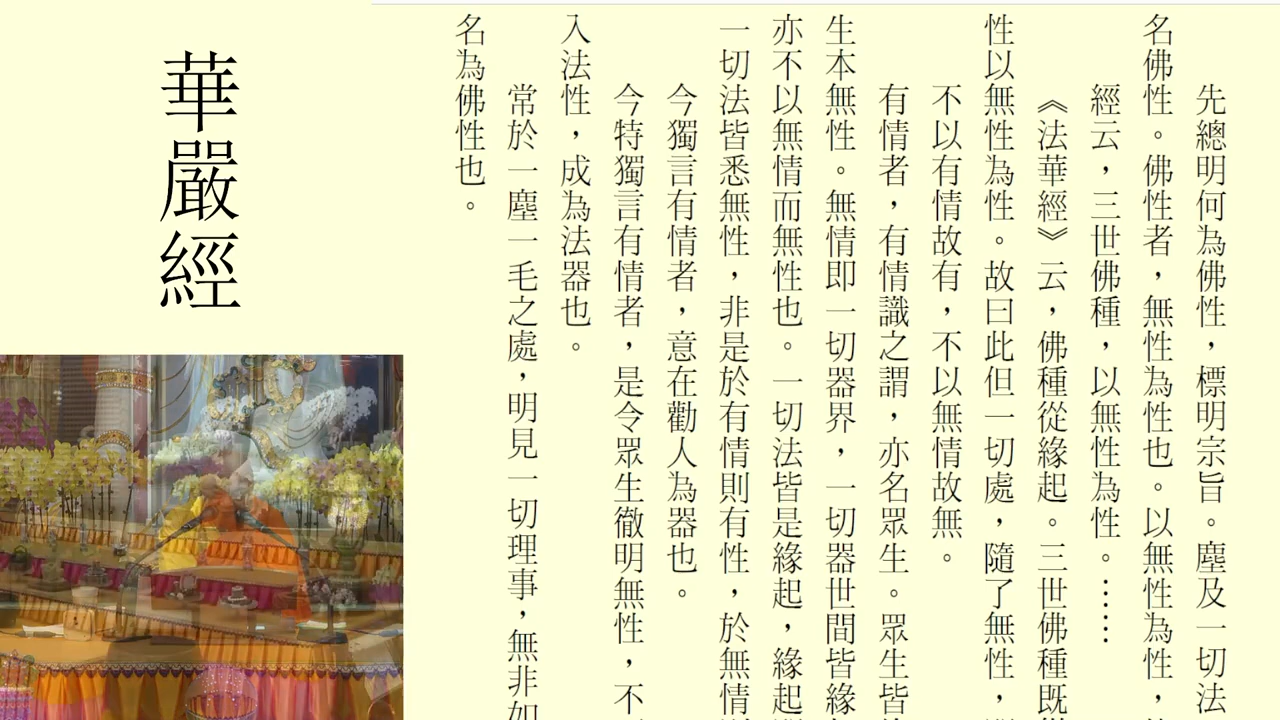 先總明何為佛性，標明宗旨。塵及一切法
名佛性。佛性者，無性為性也。以無性為性，
經云，三世佛種，以無性為性。……
《法華經》云，佛種從緣起。三世佛種既
性以無性為性。故曰此但一切處，隨了無性，
不以有情故有，不以無情故無。
有情者，有情識之謂，亦名眾生。眾生皆
生本無性。無情即一切器界，一切器世間皆緣
亦不以無情而無性也。一切法皆是緣起，緣起
一切法皆悉無性，非是於有情則有性，於無情
今獨言有情者，意在勸人為器也。
今特獨言有情者，是令眾生徹明無性，不
入法性，成為法器也。
常於一塵一毛之處，明見一切理事，無非如
名為佛性也。
華嚴經